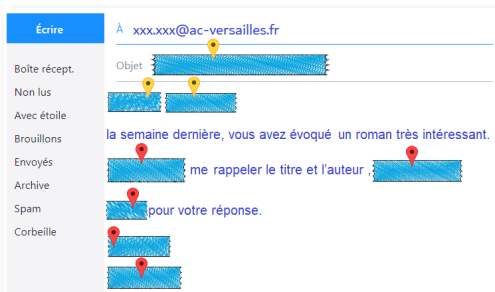 Écrire
À xxx.xxx@ac-versailles.fr
Objet
Boîte récept.
Non lus
Avec étoile
Brouillons
Envoyés
Archive
Spam
Corbeille
la semaine dernière, vous avez évoqué un roman très intéressant.
me rappeler le titre et l'auteur ,
pour votre réponse.